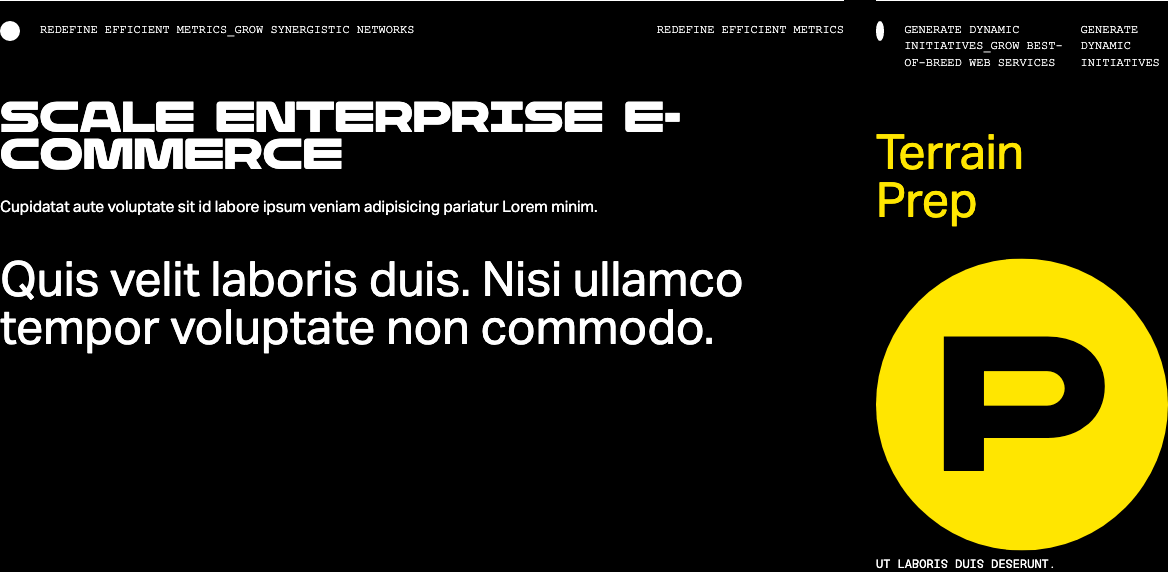 REDEFINE EFFICIENT METRICS_GROW SYNERGISTIC NETWORKS
REDEFINE EFFICIENT METRICS
SCALE ENTERPRISE E-
COMMERCE
Cupidatat aute voluptate sit id labore ipsum veniam adipisicing pariatur Lorem minim.
Quis velit laboris duis. Nisi ullamco
tempor voluptate non commodo.
GENERATE DYNAMIC
INITIATIVES_GROW BEST-
OF-BREED WEB SERVICES
GENERATE
DYNAMIC
INITIATIVES
Terrain
Prep
P
UT LABORIS DUIS DESERUNT.